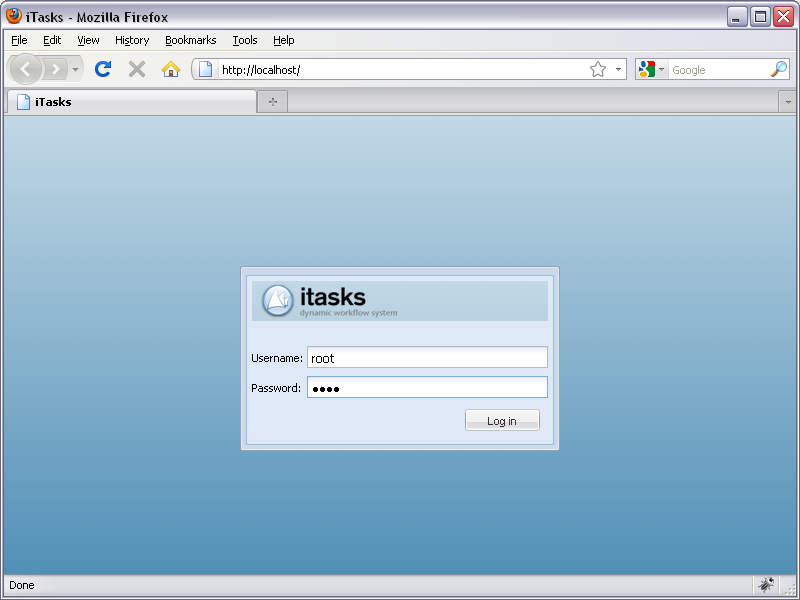 iTasks - Mozilla Firefox
File Edit View History Bookmarks Tools Help
http://localhost/ Google
iTasks
itasks
dynamic workflow system
Username: root
Password: ••••
Log in
Done